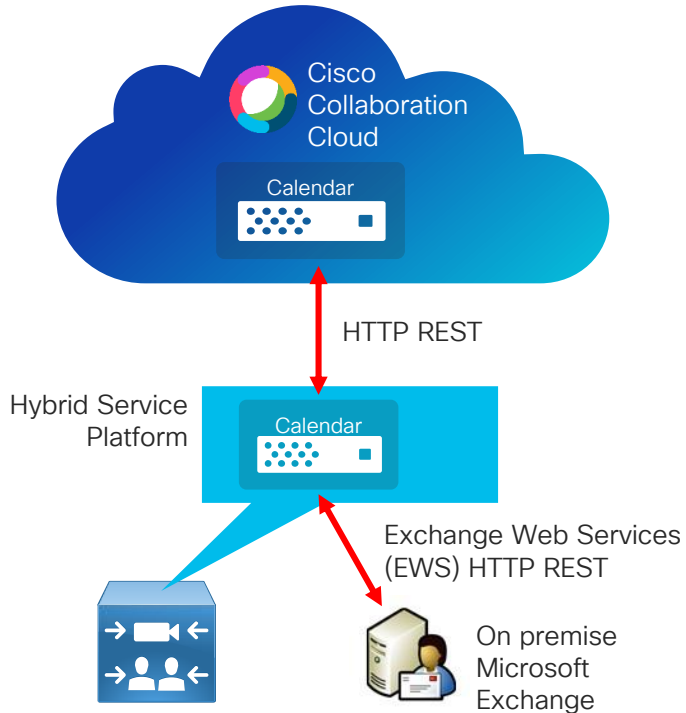 Cisco
Collaboration
Cloud
Calendar
HTTP REST
Hybrid Service
Platform
Calendar
Exchange Web Services
(EWS) HTTP REST
On premise
Microsoft
Exchange